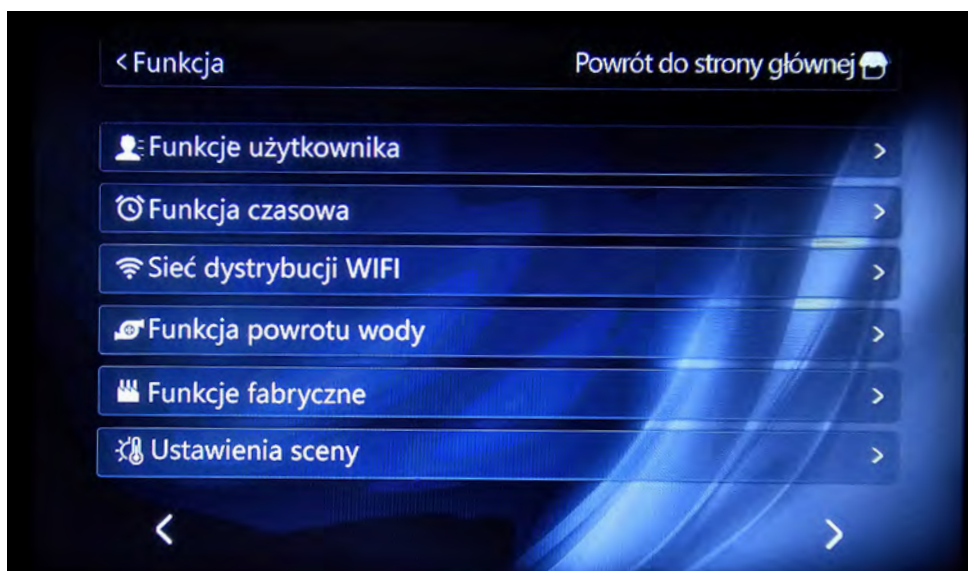 <Funkcja
Powrót do strony głównej
Funkcje użytkownika >
Funkcja czasowa >
Sieć dystrybucji WIFI >
Funkcja powrotu wody >
Funkcje fabryczne >
Ustawienia sceny >
< >